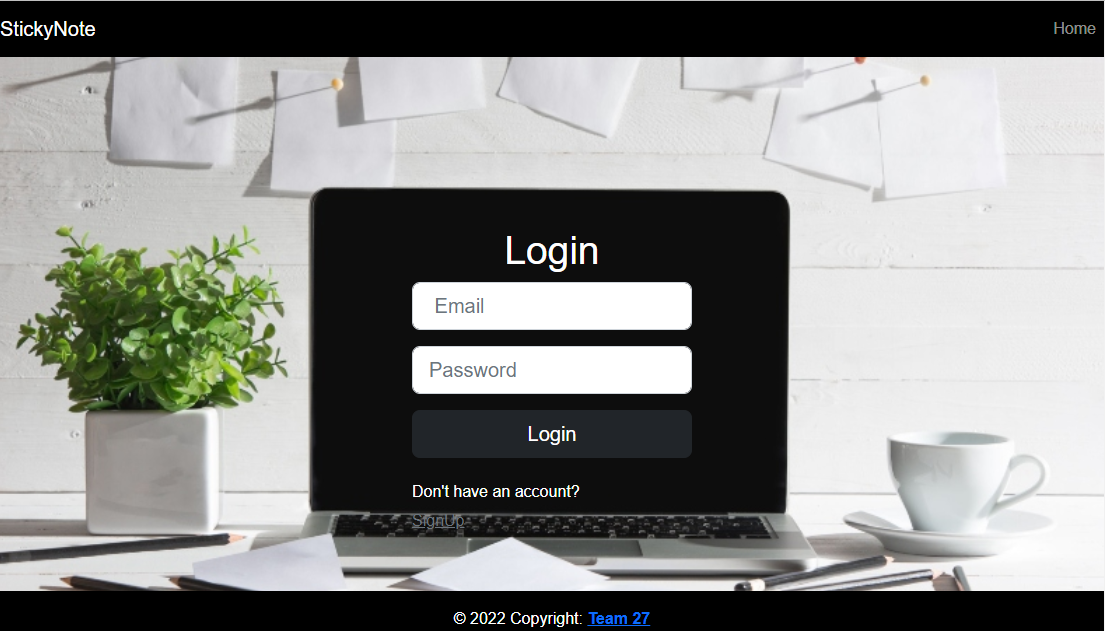 StickyNote
Home
Login
Email
Password
Login
Don't have an account?
SignUp
© 2022 Copyright: Team 27